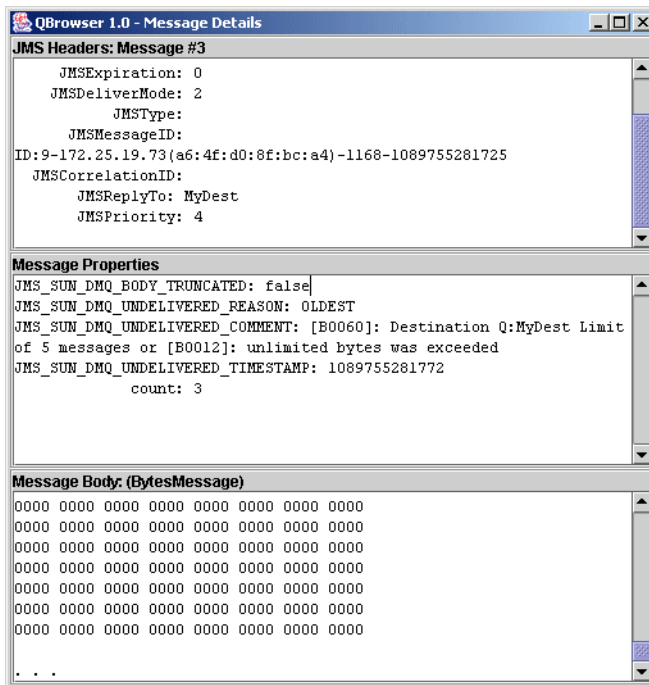 QBrowser 1.0 - Message Details
JMS Headers: Message #3
JMSExpiration: 0
JMSDeliverMode: 2
JMSType:
JMSMessageID:
ID:9-172.25.19.73(a6:4f:d0:8f:bc:a4)-1168-1089755281725
JMSCorrelationID:
JMSReplyTo: MyDest
JMSPriority: 4
Message Properties
JMS_SUN_DMQ_BODY_TRUNCATED: false
JMS_SUN_DMQ_UNDELIVERED_REASON: OLDEST
JMS_SUN_DMQ_UNDELIVERED_COMMENT: [B0060]: Destination Q:MyDest Limit
of 5 messages or [B0012]: unlimited bytes was exceeded
JMS_SUN_DMQ_UNDELIVERED_TIMESTAMP: 1089755281772
count: 3
Message Body: (BytesMessage)
0000 0000 0000 0000 0000 0000 0000 0000
0000 0000 0000 0000 0000 0000 0000 0000
0000 0000 0000 0000 0000 0000 0000 0000
0000 0000 0000 0000 0000 0000 0000 0000
0000 0000 0000 0000 0000 0000 0000 0000
0000 0000 0000 0000 0000 0000 0000 0000
0000 0000 0000 0000 0000 0000 0000 0000
. . .